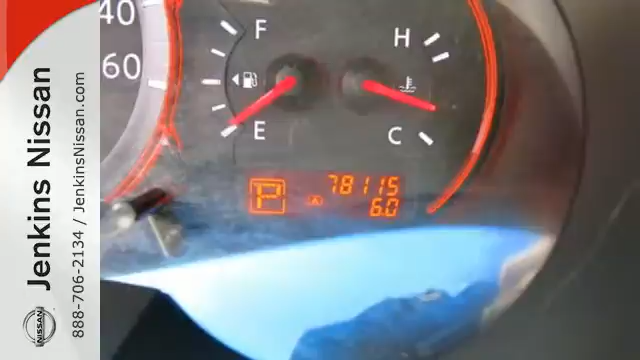 Jenkins Nissan
888-706-2134 / JenkinsNissan.com
NISSAN
40
60
F
E
H
C
P
78115
A 6.0